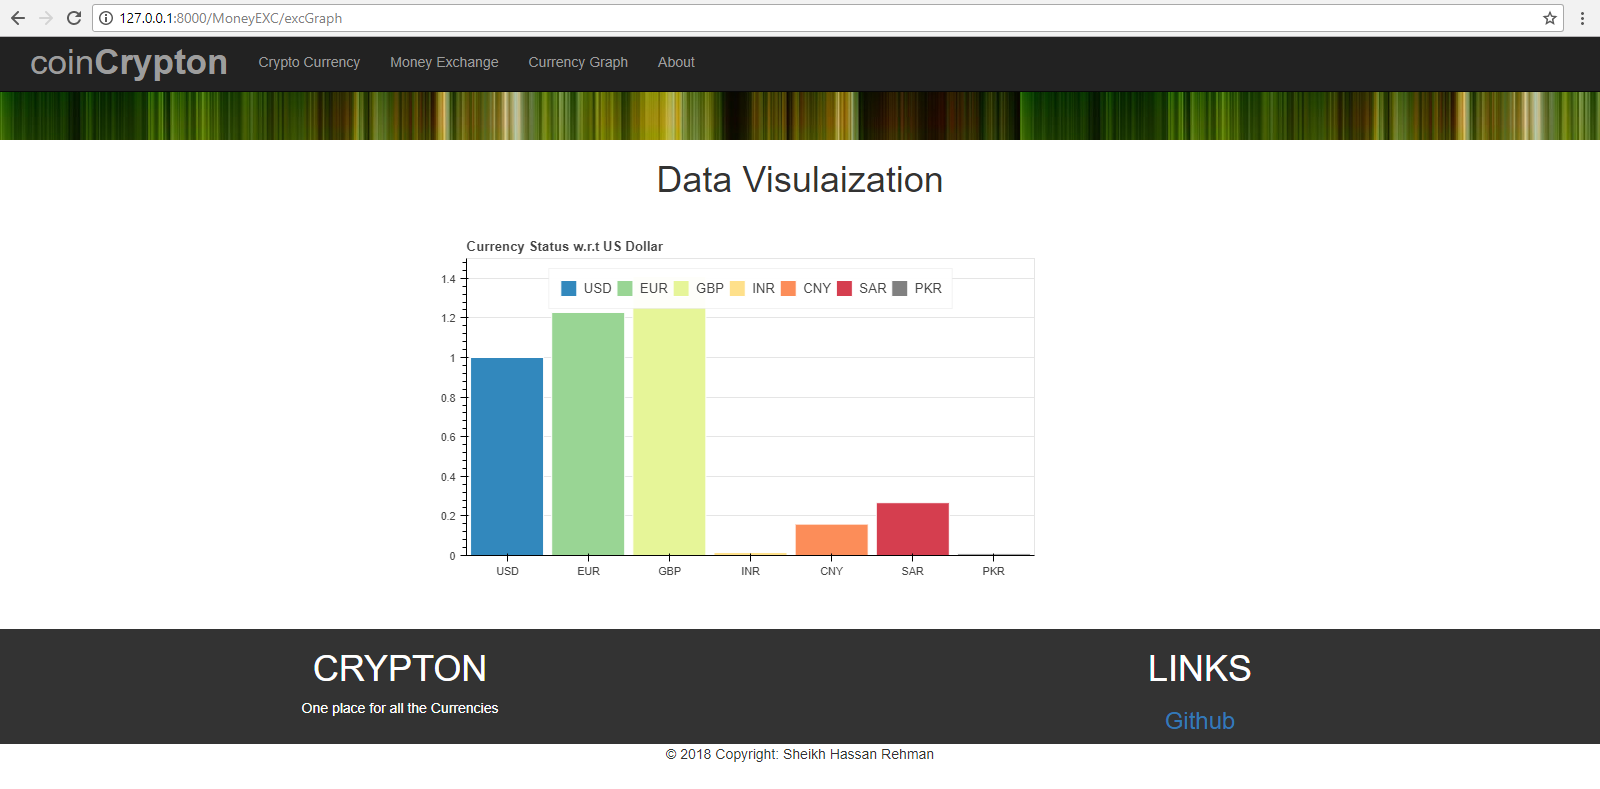 127.0.0.1:8000/MoneyEXC/excGraph
coinCrypton Crypto Currency Money Exchange Currency Graph About
Data Visulaization
Currency Status w.r.t US Dollar
USD EUR GBP INR CNY SAR PKR
1.4
1.2
1
0.8
0.6
0.4
0.2
0
USD EUR GBP INR CNY SAR PKR
CRYPTON
One place for all the Currencies
LINKS
Github
© 2018 Copyright: Sheikh Hassan Rehman